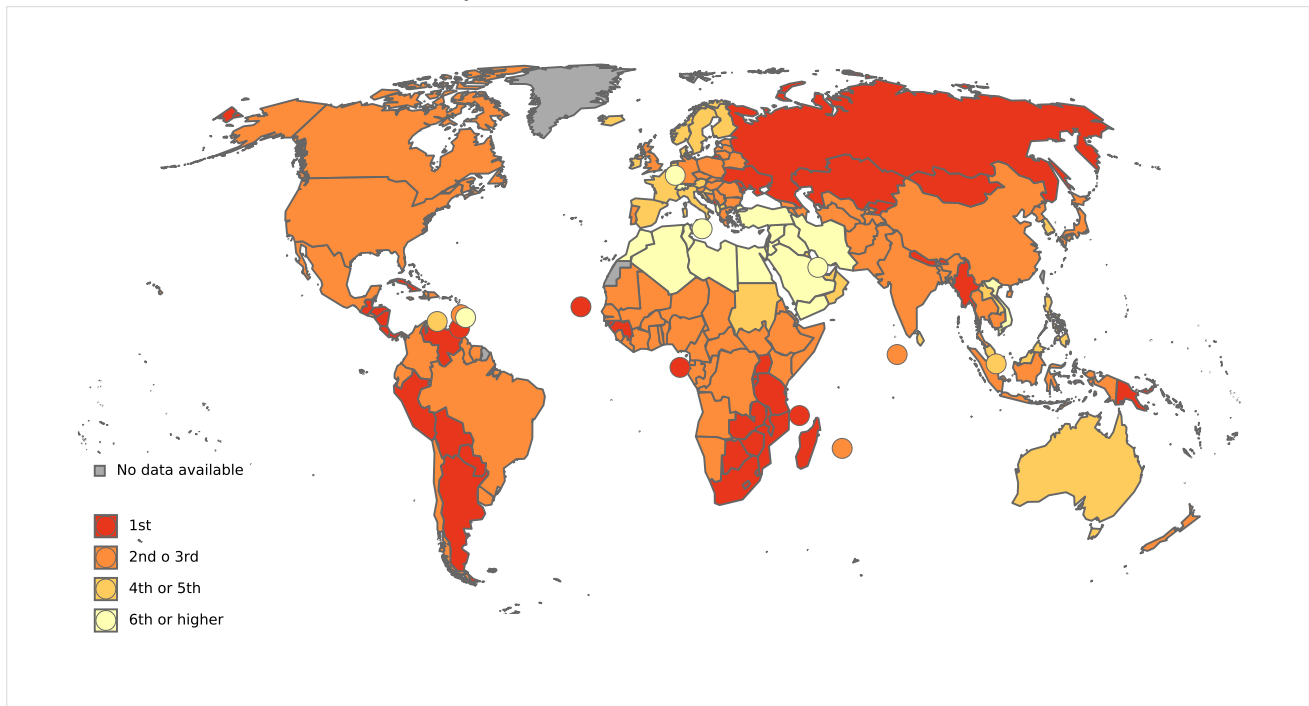 No data available
1st
2nd o 3rd
4th or 5th
6th or higher